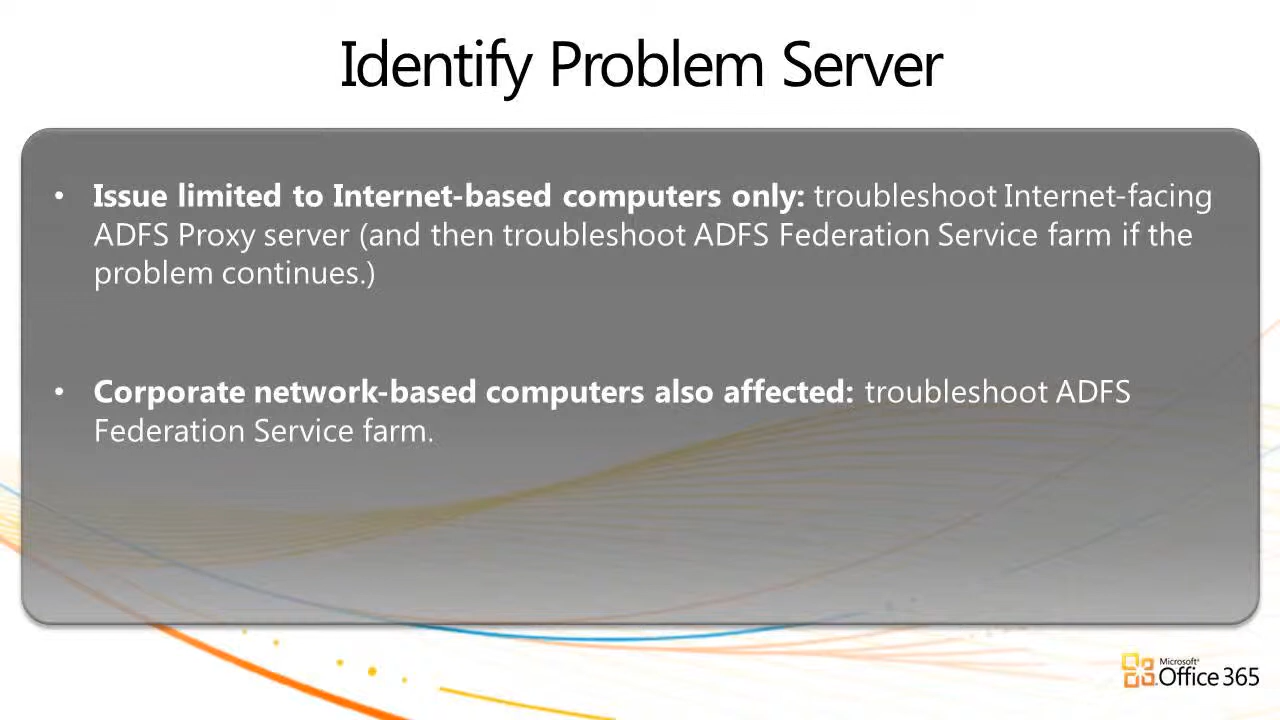 Identify Problem Server
• Issue limited to Internet-based computers only: troubleshoot Internet-facing
ADFS Proxy server (and then troubleshoot ADFS Federation Service farm if the
problem continues.)
• Corporate network-based computers also affected: troubleshoot ADFS
Federation Service farm.
Microsoft®
Office 365